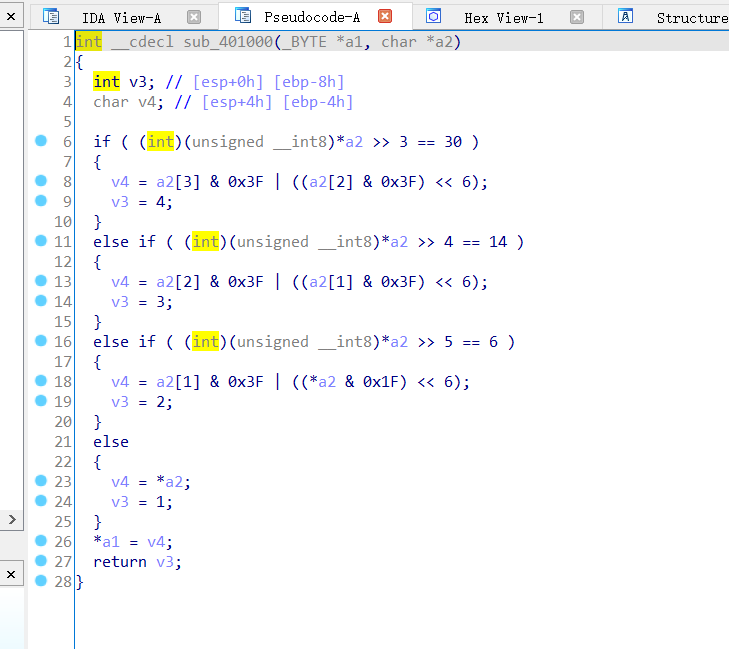 IDA View-A Pseudocode-A Hex View-1 Structure
1 int __cdecl sub_401000(_BYTE *a1, char *a2)
2 {
3 int v3; // [esp+0h] [ebp-8h]
4 char v4; // [esp+4h] [ebp-4h]
5
6 if ( (int)(unsigned __int8)*a2 >> 3 == 30 )
7 {
8 v4 = a2[3] & 0x3F | ((a2[2] & 0x3F) << 6);
9 v3 = 4;
10 }
11 else if ( (int)(unsigned __int8)*a2 >> 4 == 14 )
12 {
13 v4 = a2[2] & 0x3F | ((a2[1] & 0x3F) << 6);
14 v3 = 3;
15 }
16 else if ( (int)(unsigned __int8)*a2 >> 5 == 6 )
17 {
18 v4 = a2[1] & 0x3F | ((*a2 & 0x1F) << 6);
19 v3 = 2;
20 }
21 else
22 {
23 v4 = *a2;
24 v3 = 1;
25 }
26 *a1 = v4;
27 return v3;
28 }